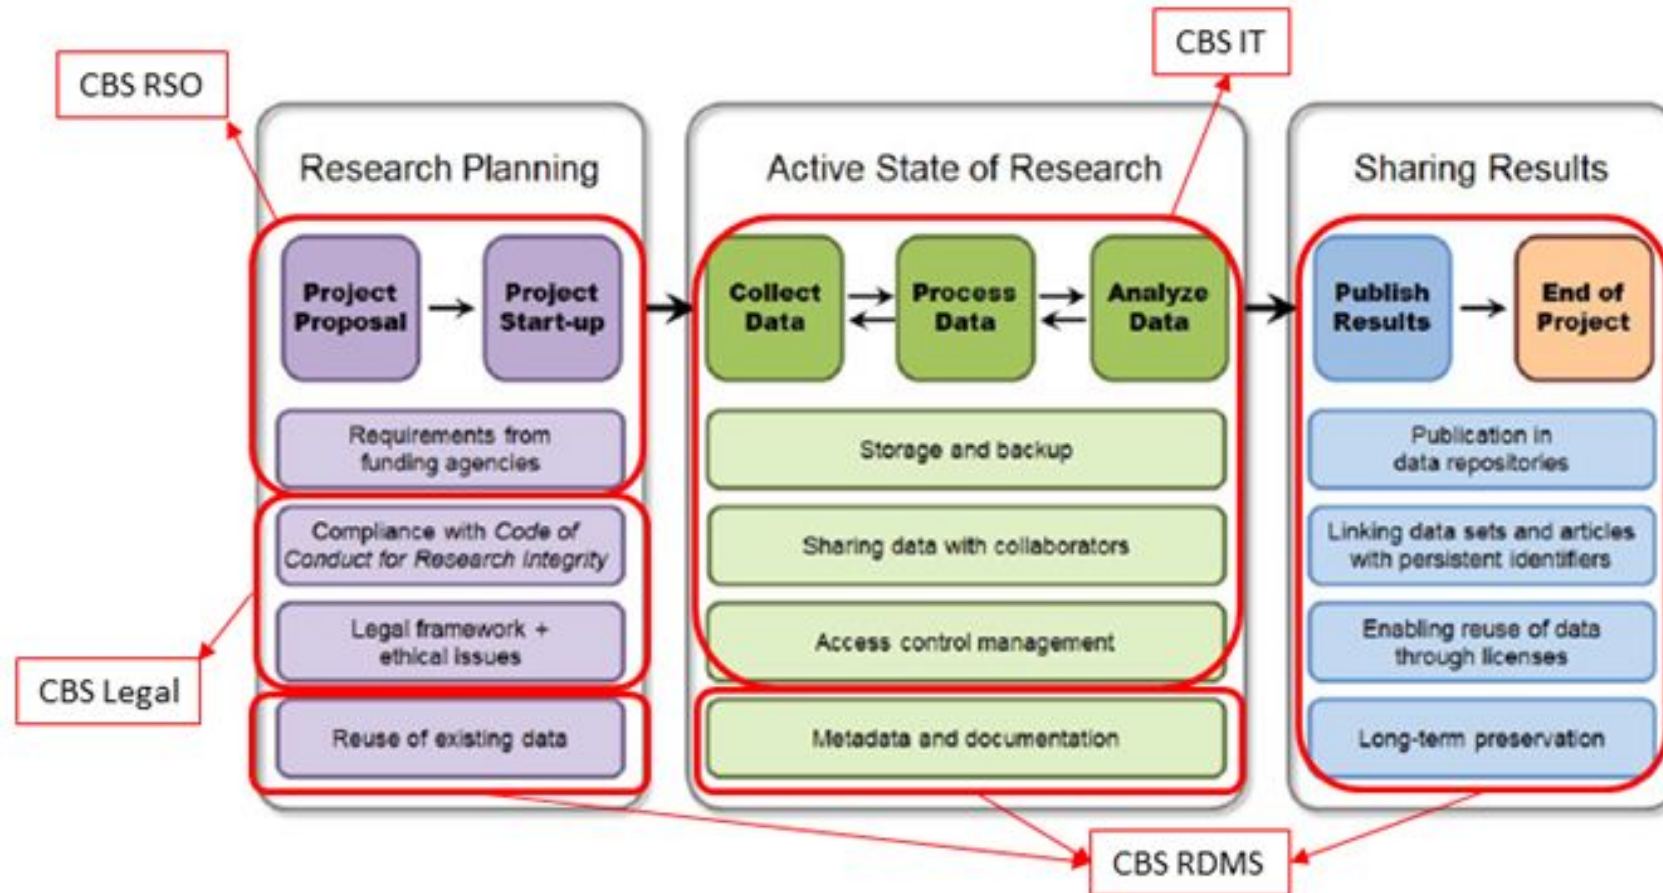 CBS IT
CBS RSO
Research Planning
Active State of Research
Sharing Results
Project
Proposal
Project
Start-up
Collect
Data
Process
Data
Analyze
Data
Publish
Results
End of
Project
Requirements from
funding agencies
Storage and backup
Publication in
data repositories
Compliance with Code of
Conduct for Research Integrity
Sharing data with collaborators
Linking data sets and articles
with persistent identifiers
Legal framework +
ethical issues
Access control management
Enabling reuse of data
through licenses
CBS Legal
Reuse of existing data
Metadata and documentation
Long-term preservation
CBS RDMS